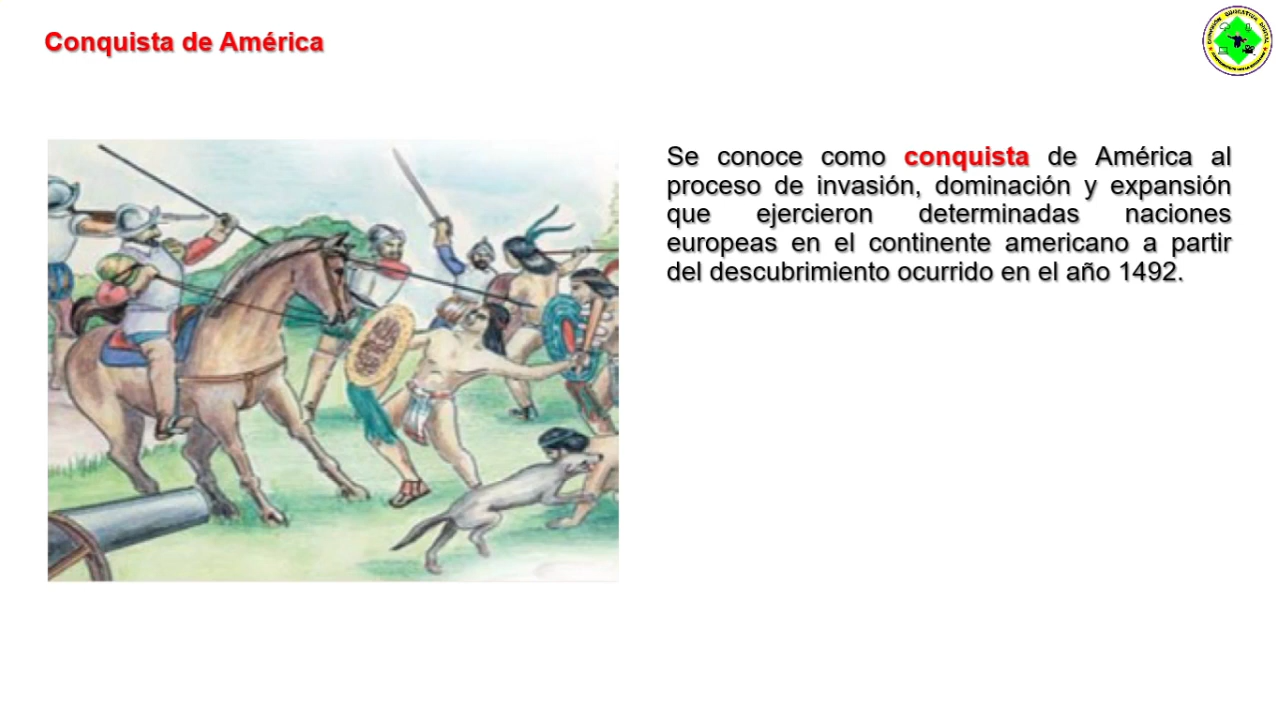 Conquista de América
Se conoce como conquista de América al
proceso de invasión, dominación y expansión
que ejercieron determinadas naciones
europeas en el continente americano a partir
del descubrimiento ocurrido en el año 1492.